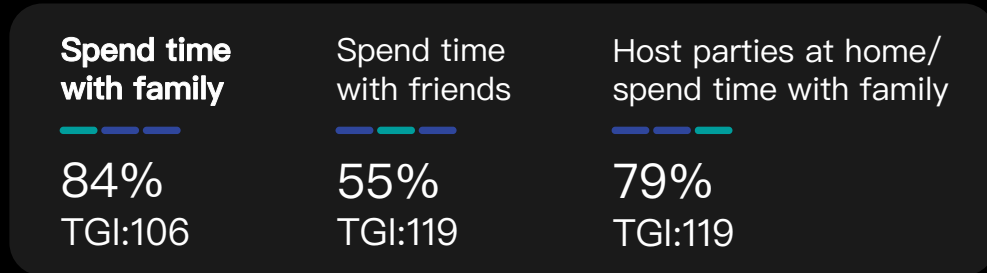 Spend time
with family
84%
TGI:106
Spend time
with friends
55%
TGI:119
Host parties at home/
spend time with family
79%
TGI:119